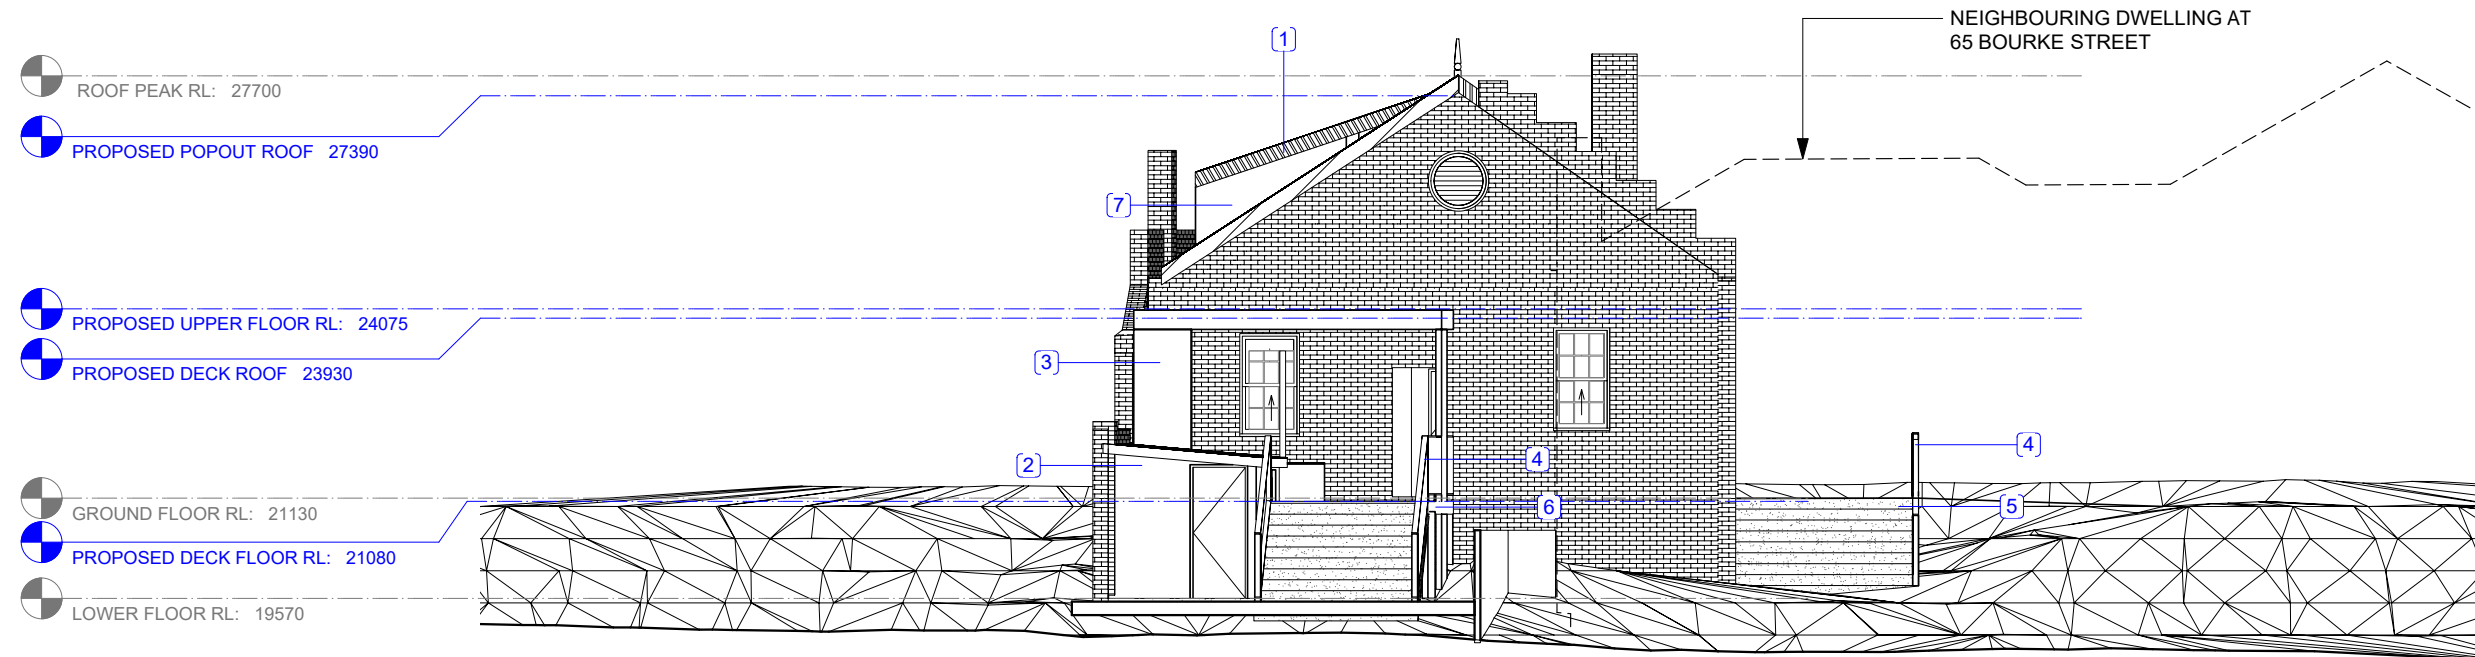 NEIGHBOURING DWELLING AT
65 BOURKE STREET
1
ROOF PEAK RL: 27700
PROPOSED POPOUT ROOF 27390
7
PROPOSED UPPER FLOOR RL: 24075
3
PROPOSED DECK ROOF 23930
4
2
4
GROUND FLOOR RL: 21130
6
5
PROPOSED DECK FLOOR RL: 21080
LOWER FLOOR RL: 19570